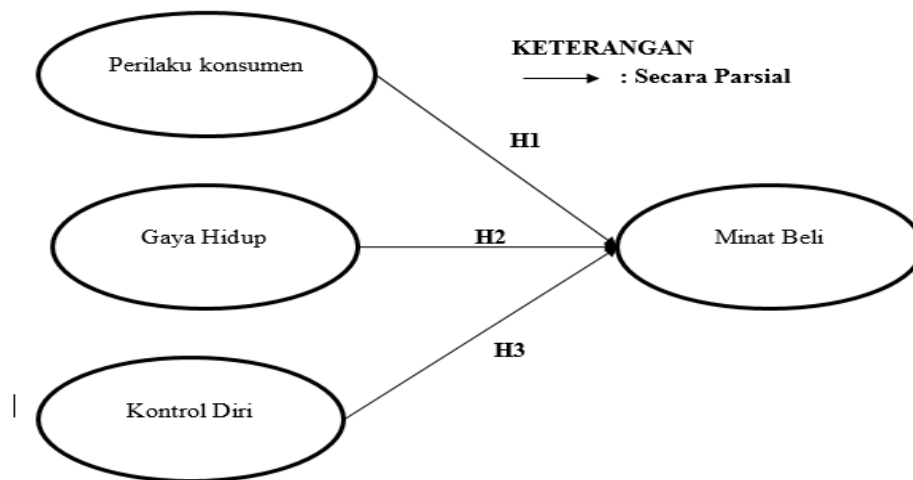 Perilaku konsumen
KETERANGAN
: Secara Parsial
H1
Gaya Hidup
H2
Minat Beli
H3
Kontrol Diri